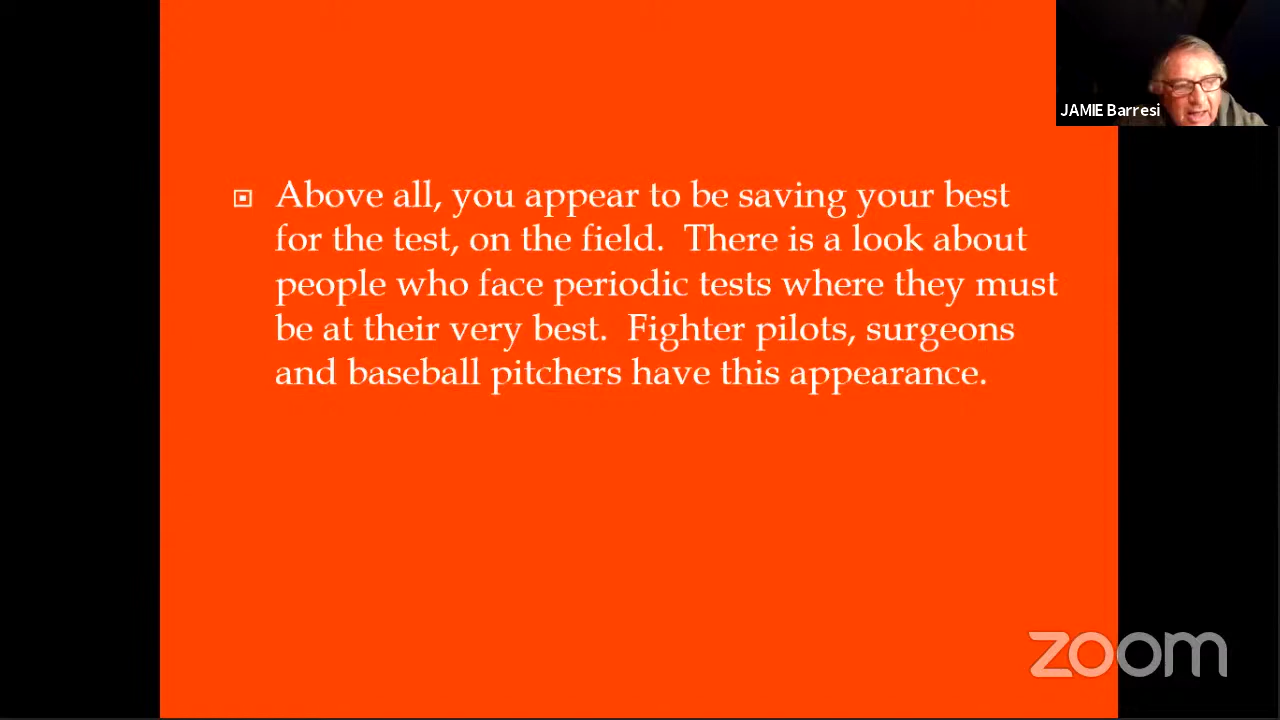 JAMIE Barresi
Above all, you appear to be saving your best
for the test, on the field.  There is a look about
people who face periodic tests where they must
be at their very best.  Fighter pilots, surgeons
and baseball pitchers have this appearance.
zoom